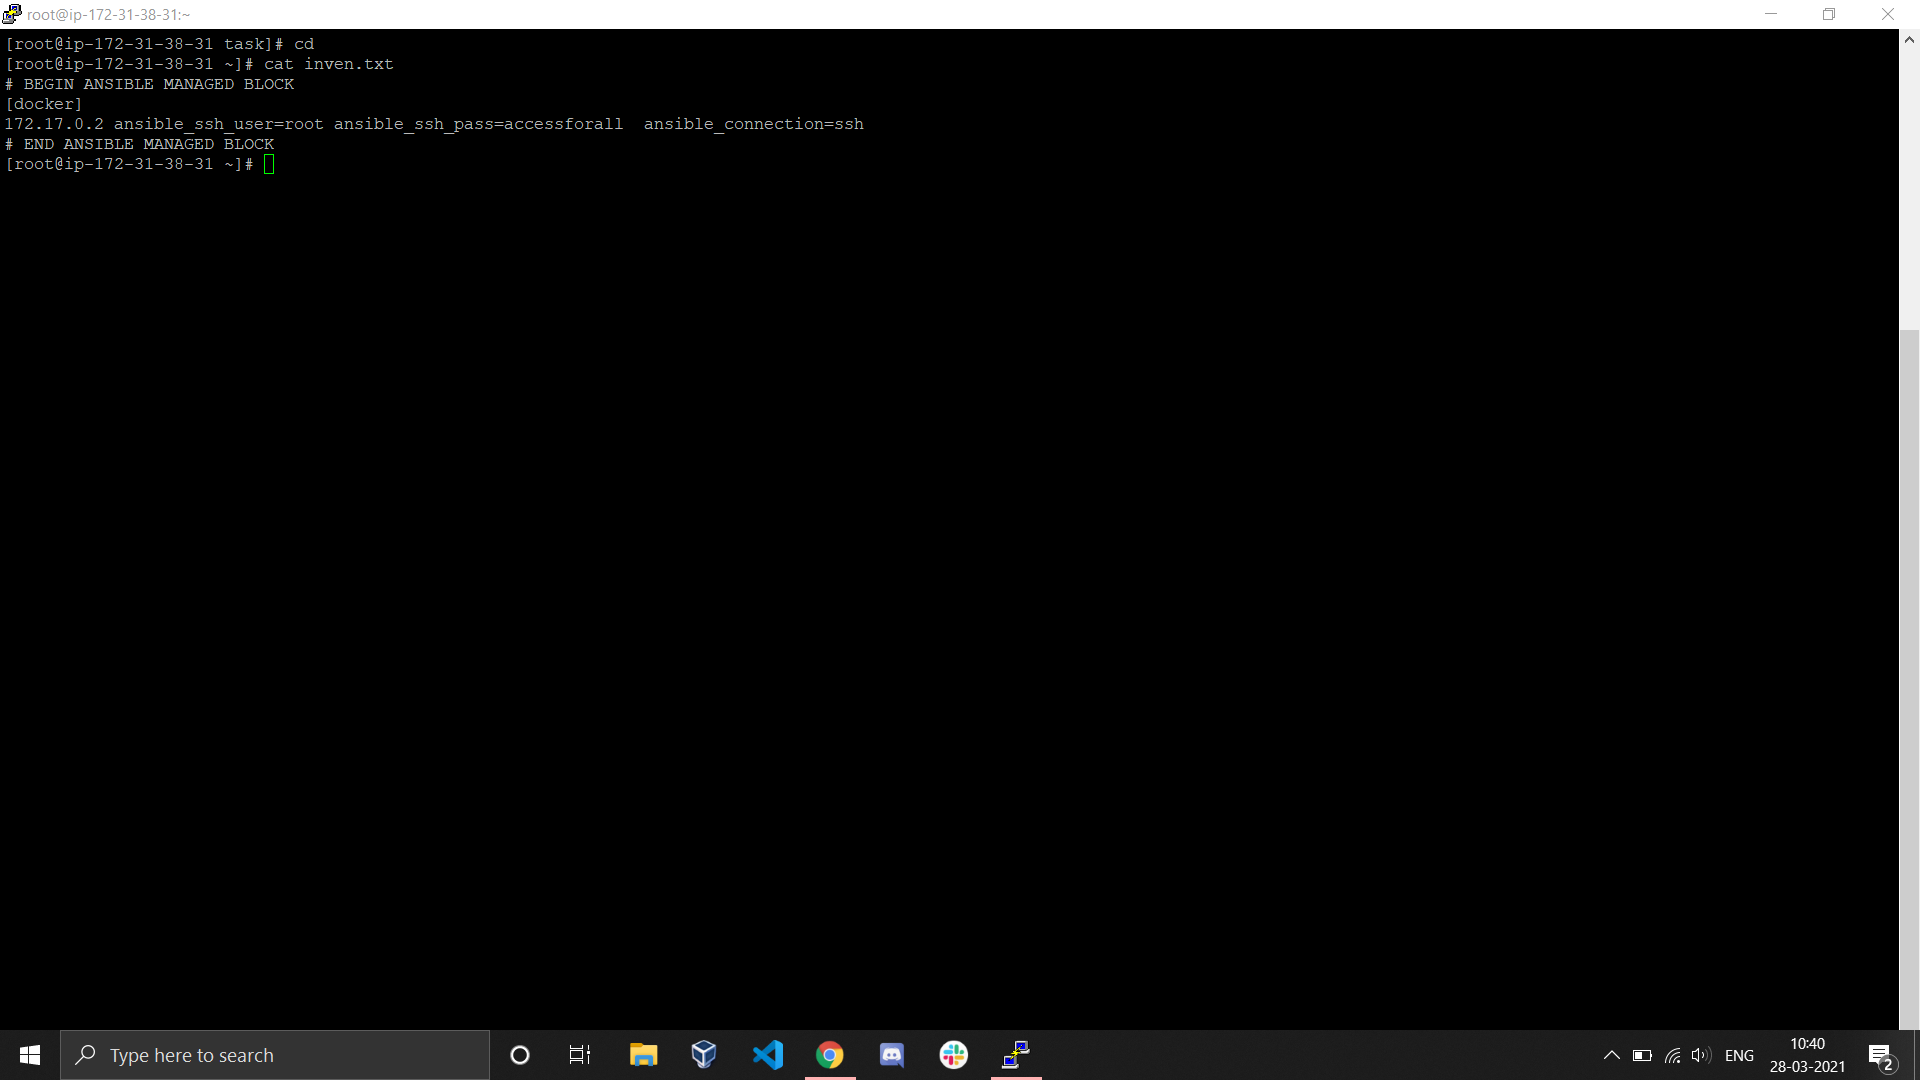 root@ip-172-31-38-31:~
[root@ip-172-31-38-31 task]# cd
[root@ip-172-31-38-31 ~]# cat inven.txt
# BEGIN ANSIBLE MANAGED BLOCK
[docker]
172.17.0.2 ansible_ssh_user=root ansible_ssh_pass=accessforall  ansible_connection=ssh
# END ANSIBLE MANAGED BLOCK
[root@ip-172-31-38-31 ~]#
Type here to search
ENG
10:40
28-03-2021
2